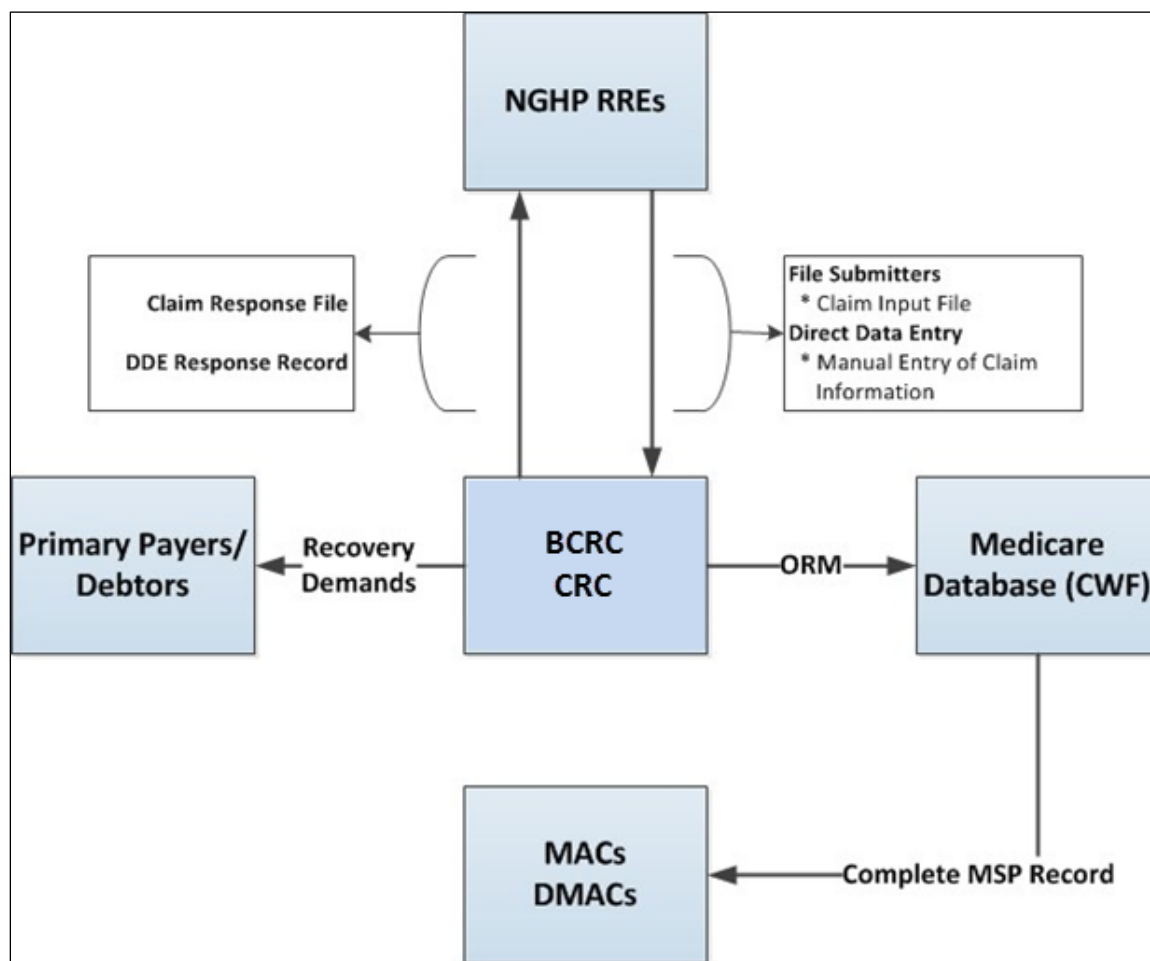 NGHP RREs
Claim Response File
DDE Response Record
File Submitters
* Claim Input File
Direct Data Entry
* Manual Entry of Claim
Information
Primary Payers/
Debtors
Recovery
Demands
BCRC
CRC
ORM
Medicare
Database (CWF)
MACs
DMACs
Complete MSP Record